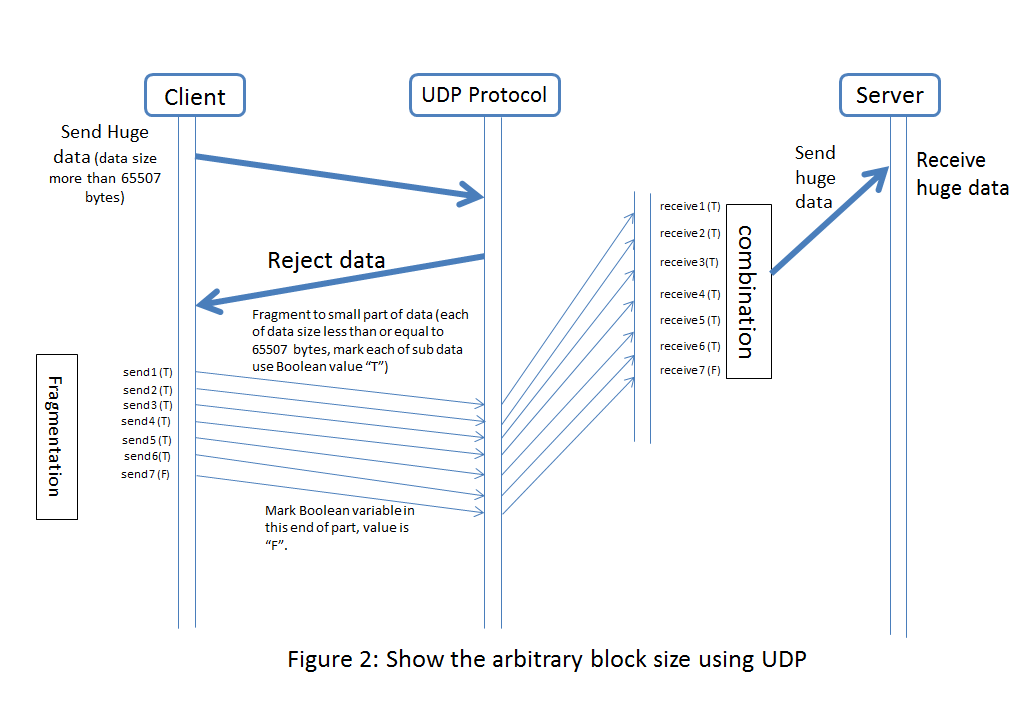 Client
UDP Protocol
Server
Send Huge
data (data size
more than 65507
bytes)
Reject data
Fragment to small part of data (each
of data size less than or equal to
65507 bytes, mark each of sub data
use Boolean value “T”)
Fragmentation
send1 (T)
send2 (T)
send3 (T)
send4 (T)
send5 (T)
send6(T)
send7 (F)
Mark Boolean variable in
this end of part, value is
“F”.
receive1 (T)
receive2 (T)
receive3(T)
receive4 (T)
receive5 (T)
receive6 (T)
receive7 (F)
combination
Send
huge
data
Receive
huge data
Figure 2: Show the arbitrary block size using UDP